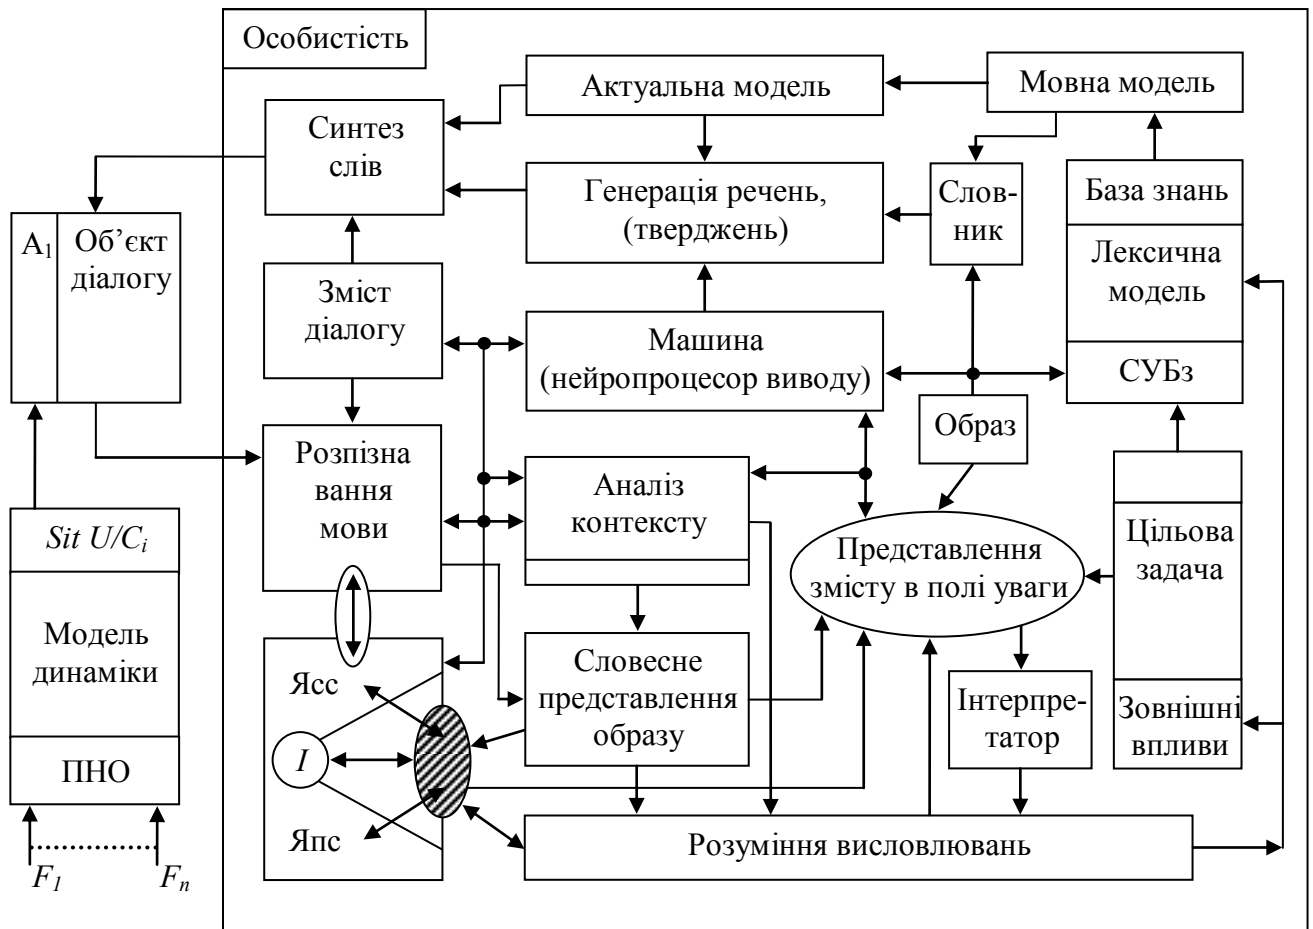 Особистість
Актуальна модель
Мовна модель
Синтез
слів
Генерація речень,
(тверджень)
Слов-
ник
База знань
Лексична
модель
СУБз
A1
Об’єкт
діалогу
Зміст
діалогу
Машина
(нейропроцесор виводу)
Образ
Розпізна
вання
мови
Аналіз
контексту
Представлення
змісту в полі уваги
Цільова
задача
Sit U/Ci
Модель
динаміки
ПНО
F1
Fn
Ясс
I
Япс
Словесне
представлення
образу
Інтерпре-
татор
Зовнішні
впливи
Розуміння висловлювань